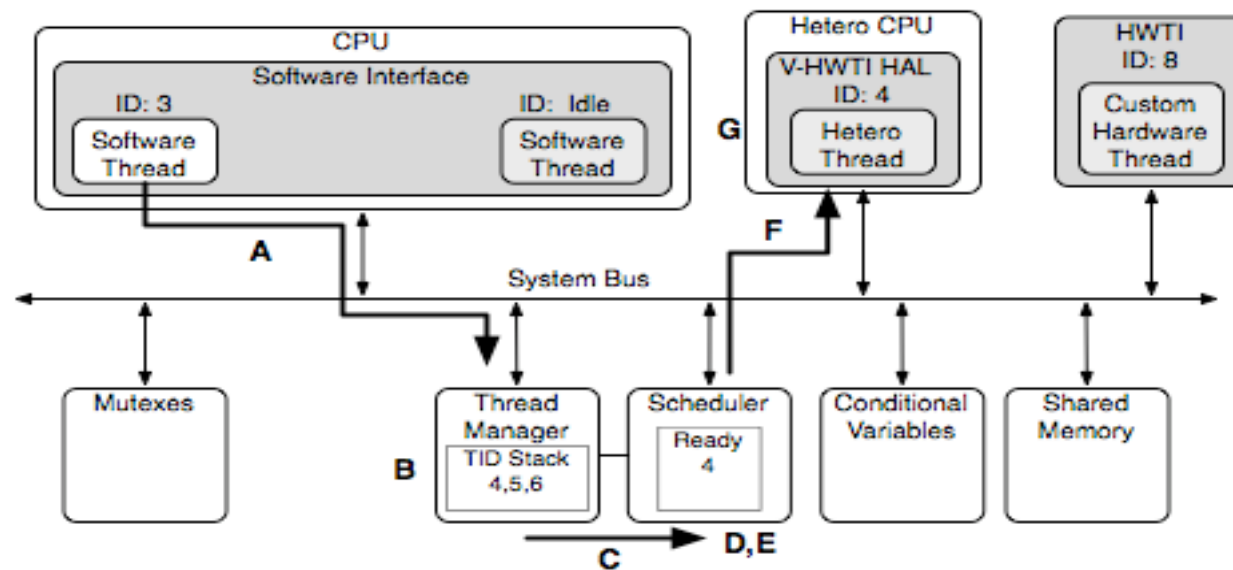 CPU
Software Interface
ID: 3
Software
Thread
ID: Idle
Software
Thread
Hetero CPU
V-HWTI HAL
ID: 4
Hetero
Thread
G
HWTI
ID: 8
Custom
Hardware
Thread
A
F
System Bus
Mutexes
Thread
Manager
TID Stack
4,5,6
B
Scheduler
Ready
4
Conditional
Variables
Shared
Memory
C
D,E